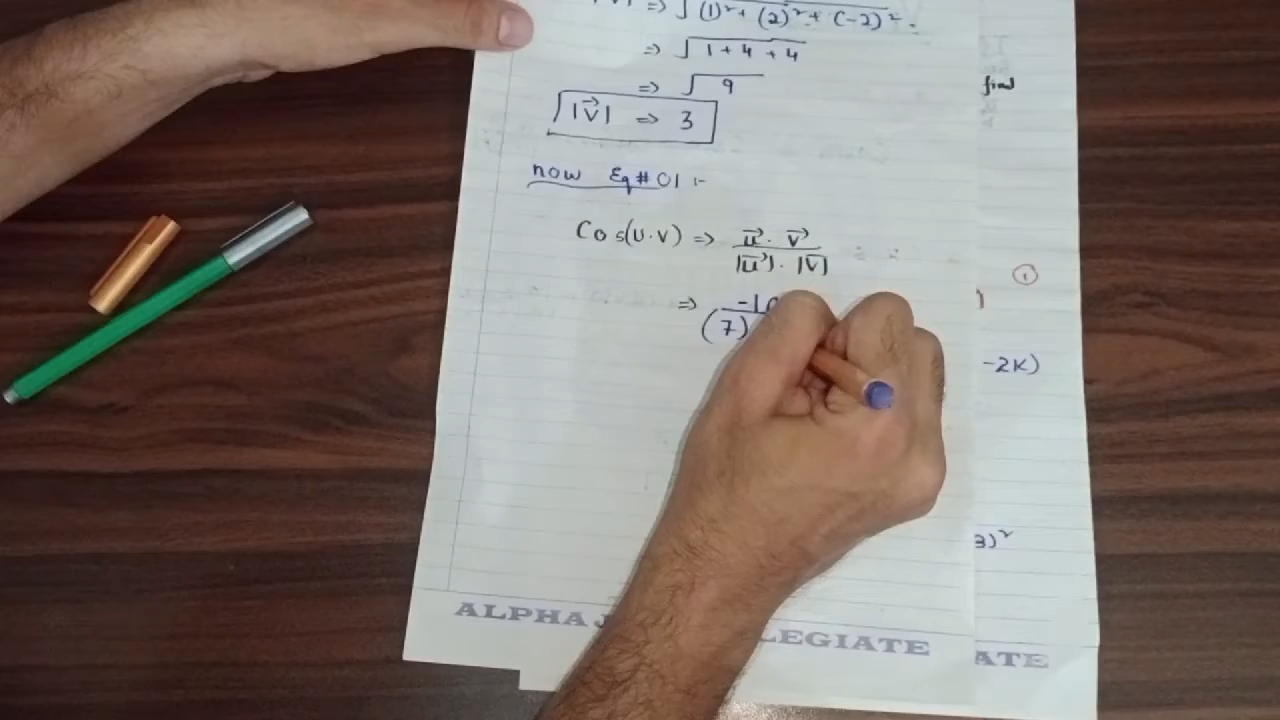 => √(1)² + (2)² + (-2)².
=> √1 + 4 + 4
=> √9
|V⃗| => 3
now Eq#01 :-
Cos(U·V) => u⃗ · v⃗ / |u⃗| · |v⃗|
=> -1
(7)
find
①
-2K)
3)²
ALPHA J LEGIATE
ATE